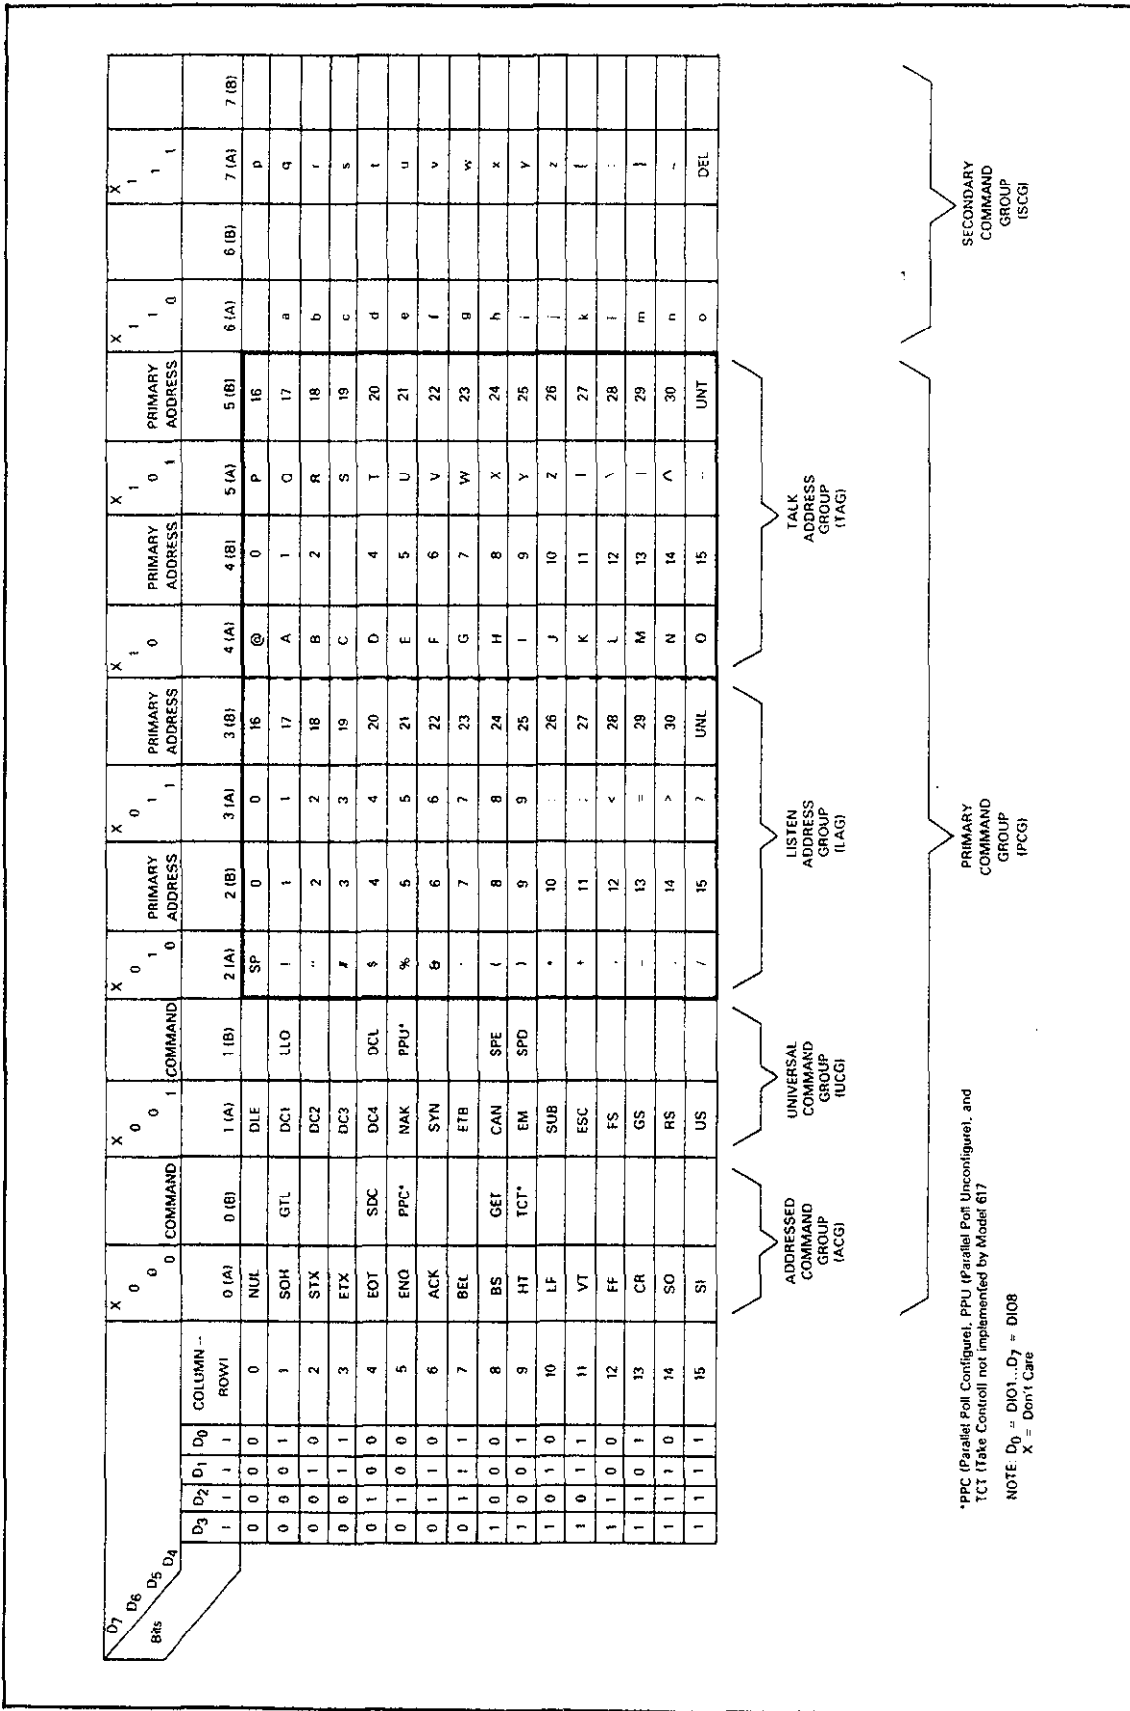 D7 D6 D5 D4 X 0 0 0 COMMAND X 0 0 1 COMMAND X 0 1 0 PRIMARY ADDRESS X 0 1 1 PRIMARY ADDRESS X 1 0 PRIMARY ADDRESS X 1 0 1 PRIMARY ADDRESS X 1 1 0 X 1 1 1
Bits
D3 D2 D1 D0 COLUMN -- 
1 1 1 1 ROW1 0 (A) 0 (B) 1 (A) 1 (B) 2 (A) 2 (B) 3 (A) 3 (B) 4 (A) 4 (B) 5 (A) 5 (B) 6 (A) 6 (B) 7 (A) 7 (B)
0 0 0 0 0 NUL DLE SP 0 0 16 @ 0 P 16 p
0 0 0 1 1 SOH GTL DC1 LLO ! 1 1 17 A 1 Q 17 a q
0 0 1 0 2 STX DC2 " 2 2 18 B 2 R 18 b r
0 0 1 1 3 ETX DC3 # 3 3 19 C S 19 c s
0 1 0 0 4 EOT SDC DC4 DCL $ 4 4 20 D 4 T 20 d t
0 1 0 0 5 ENQ PPC* NAK PPU* % 5 5 21 E 5 U 21 e u
0 1 1 0 6 ACK SYN & 6 6 22 F 6 V 22 f v
0 1 1 1 7 BEL ETB 7 7 23 G 7 W 23 g w
1 0 0 0 8 BS GET CAN SPE ( 8 8 24 H 8 X 24 h x
1 0 0 1 9 HT TCT* EM SPD ) 9 9 25 I 9 Y 25 i y
1 0 1 0 10 LF SUB * 10 : 26 J 10 Z 26 j z
1 0 1 1 11 VT ESC + 11 ; 27 K 11 27 k {
1 1 0 0 12 FF FS 12 < 28 L 12 \ 28 l
1 1 0 1 13 CR GS - 13 = 29 M 13 29 m }
1 1 1 0 14 SO RS . 14 > 30 N 14 30 n ~
1 1 1 1 15 SI US / 15 ? UNL O 15 UNT o DEL
ADDRESSED COMMAND GROUP (ACG)
UNIVERSAL COMMAND GROUP (UCG)
LISTEN ADDRESS GROUP (LAG)
TALK ADDRESS GROUP (TAG)
PRIMARY COMMAND GROUP (PCG)
SECONDARY COMMAND GROUP (SCG)
*PPC (Parallel Poll Configure), PPU (Parallel Poll Unconfigure), and
TCT (Take Control) not implemented by Model 617
NOTE: D0 = DIO1...D7 = DIO8
X = Don't Care